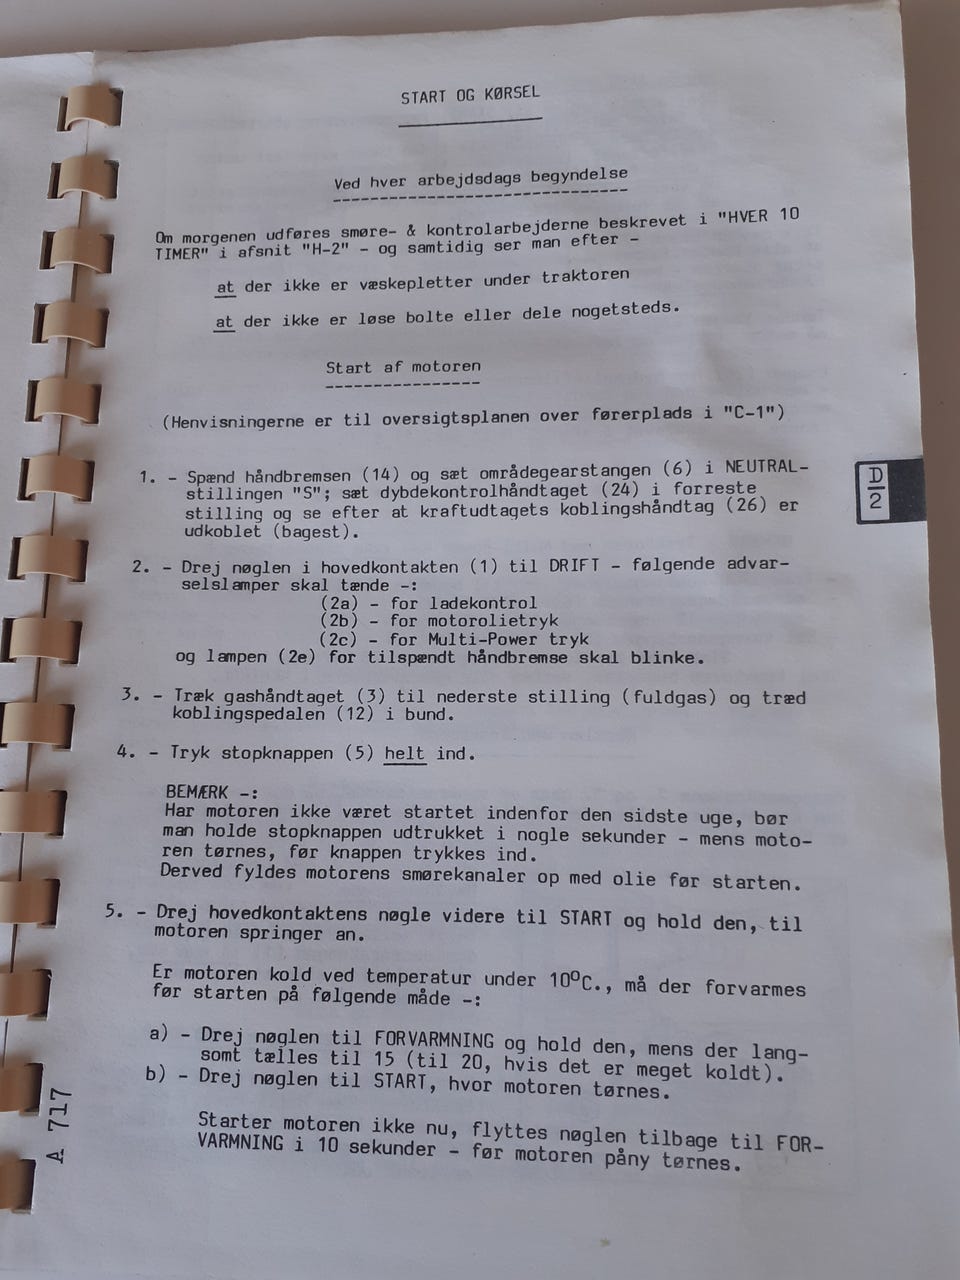 START OG KØRSEL
Ved hver arbejdsdags begyndelse
Om morgenen udføres smøre- & kontrolarbejderne beskrevet i "HVER 10
TIMER" i afsnit "H-2" - og samtidig ser man efter -
at der ikke er væskepletter under traktoren
at der ikke er løse bolte eller dele nogetsteds.
Start af motoren
(Henvisningerne er til oversigtsplanen over førerplads i "C-1")
1. - Spænd håndbremsen (14) og sæt områdegearstangen (6) i NEUTRAL-
stillingen "S"; sæt dybdekontrolhåndtaget (24) i forreste
stilling og se efter at kraftudtagets koblingshåndtag (26) er
udkoblet (bagest).
D
2
2. - Drej nøglen i hovedkontakten (1) til DRIFT - følgende advar-
selslamper skal tænde -:
(2a) - for ladekontrol
(2b) - for motorolietryk
(2c) - for Multi-Power tryk
og lampen (2e) for tilspændt håndbremse skal blinke.
3. - Træk gashåndtaget (3) til nederste stilling (fuldgas) og træd
koblingspedalen (12) i bund.
4. - Tryk stopknappen (5) helt ind.
BEMÆRK -:
Har motoren ikke været startet indenfor den sidste uge, bør
man holde stopknappen udtrukket i nogle sekunder - mens moto-
ren tørnes, før knappen trykkes ind.
Derved fyldes motorens smørekanaler op med olie før starten.
5. - Drej hovedkontaktens nøgle videre til START og hold den, til
motoren springer an.
Er motoren kold ved temperatur under 10°C., må der forvarmes
før starten på følgende måde -:
a) - Drej nøglen til FORVARMNING og hold den, mens der lang-
somt tælles til 15 (til 20, hvis det er meget koldt).
b) - Drej nøglen til START, hvor motoren tørnes.
Starter motoren ikke nu, flyttes nøglen tilbage til FOR-
VARMNING i 10 sekunder - før motoren påny tørnes.
A 717